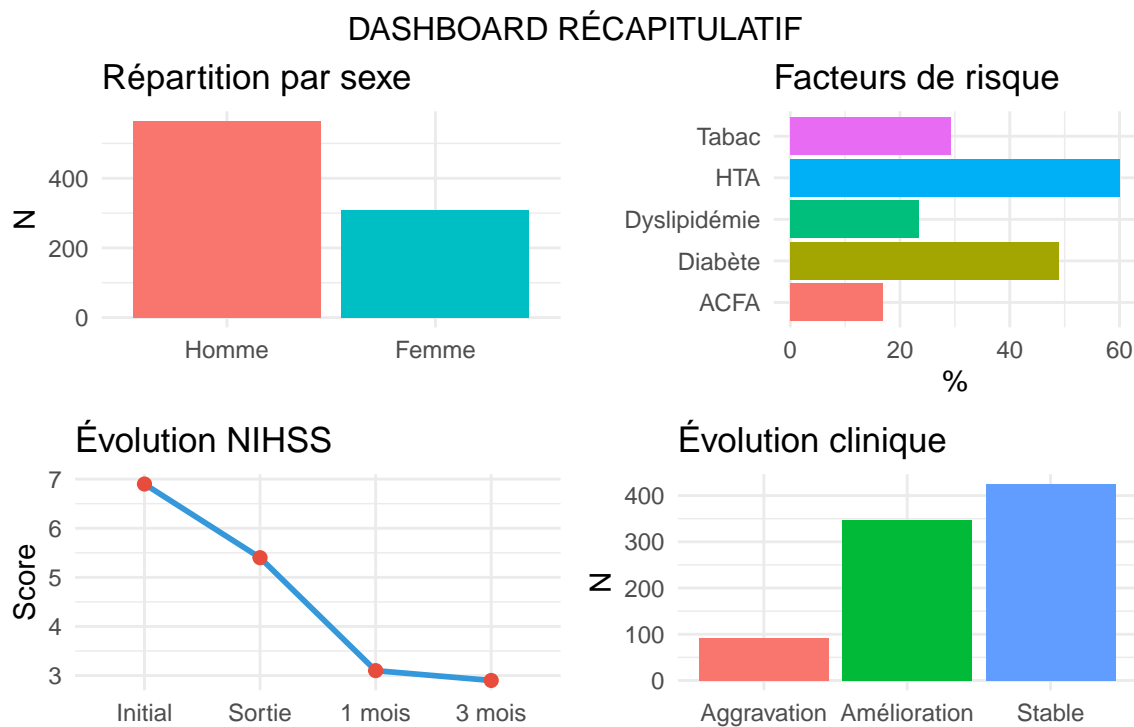 DASHBOARD RÉCAPITULATIF
Répartition par sexe
N
400
200
0
Homme Femme
Facteurs de risque
Tabac
HTA
Dyslipidémie
Diabète
ACFA
0 20 40 60
%
Évolution NIHSS
Score
7
6
5
4
3
Initial Sortie 1 mois 3 mois
Évolution clinique
N
400
300
200
100
0
Aggravation Amélioration Stable